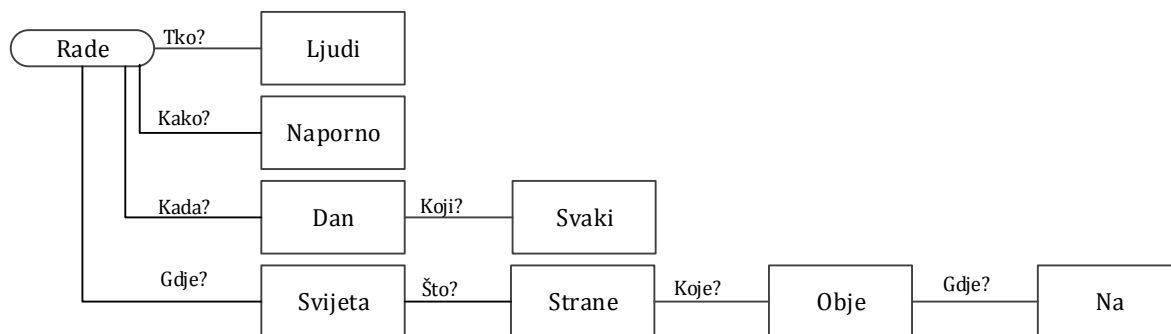 Rade Tko? Ljudi
Kako? Naporno
Kada? Dan Koji? Svaki
Gdje? Svijeta Što? Strane Koje? Obje Gdje? Na